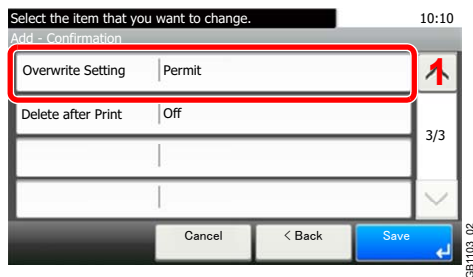 Select the item that you want to change.
10:10
Add - Confirmation
Overwrite Setting Permit
1
Delete after Print Off
3/3
Cancel < Back Save
GB1103_02